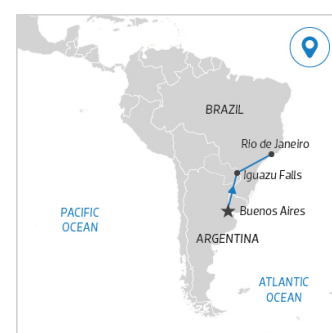 BRAZIL
Rio de Janeiro
Iguazu Falls
PACIFIC
OCEAN
Buenos Aires
ARGENTINA
ATLANTIC
OCEAN